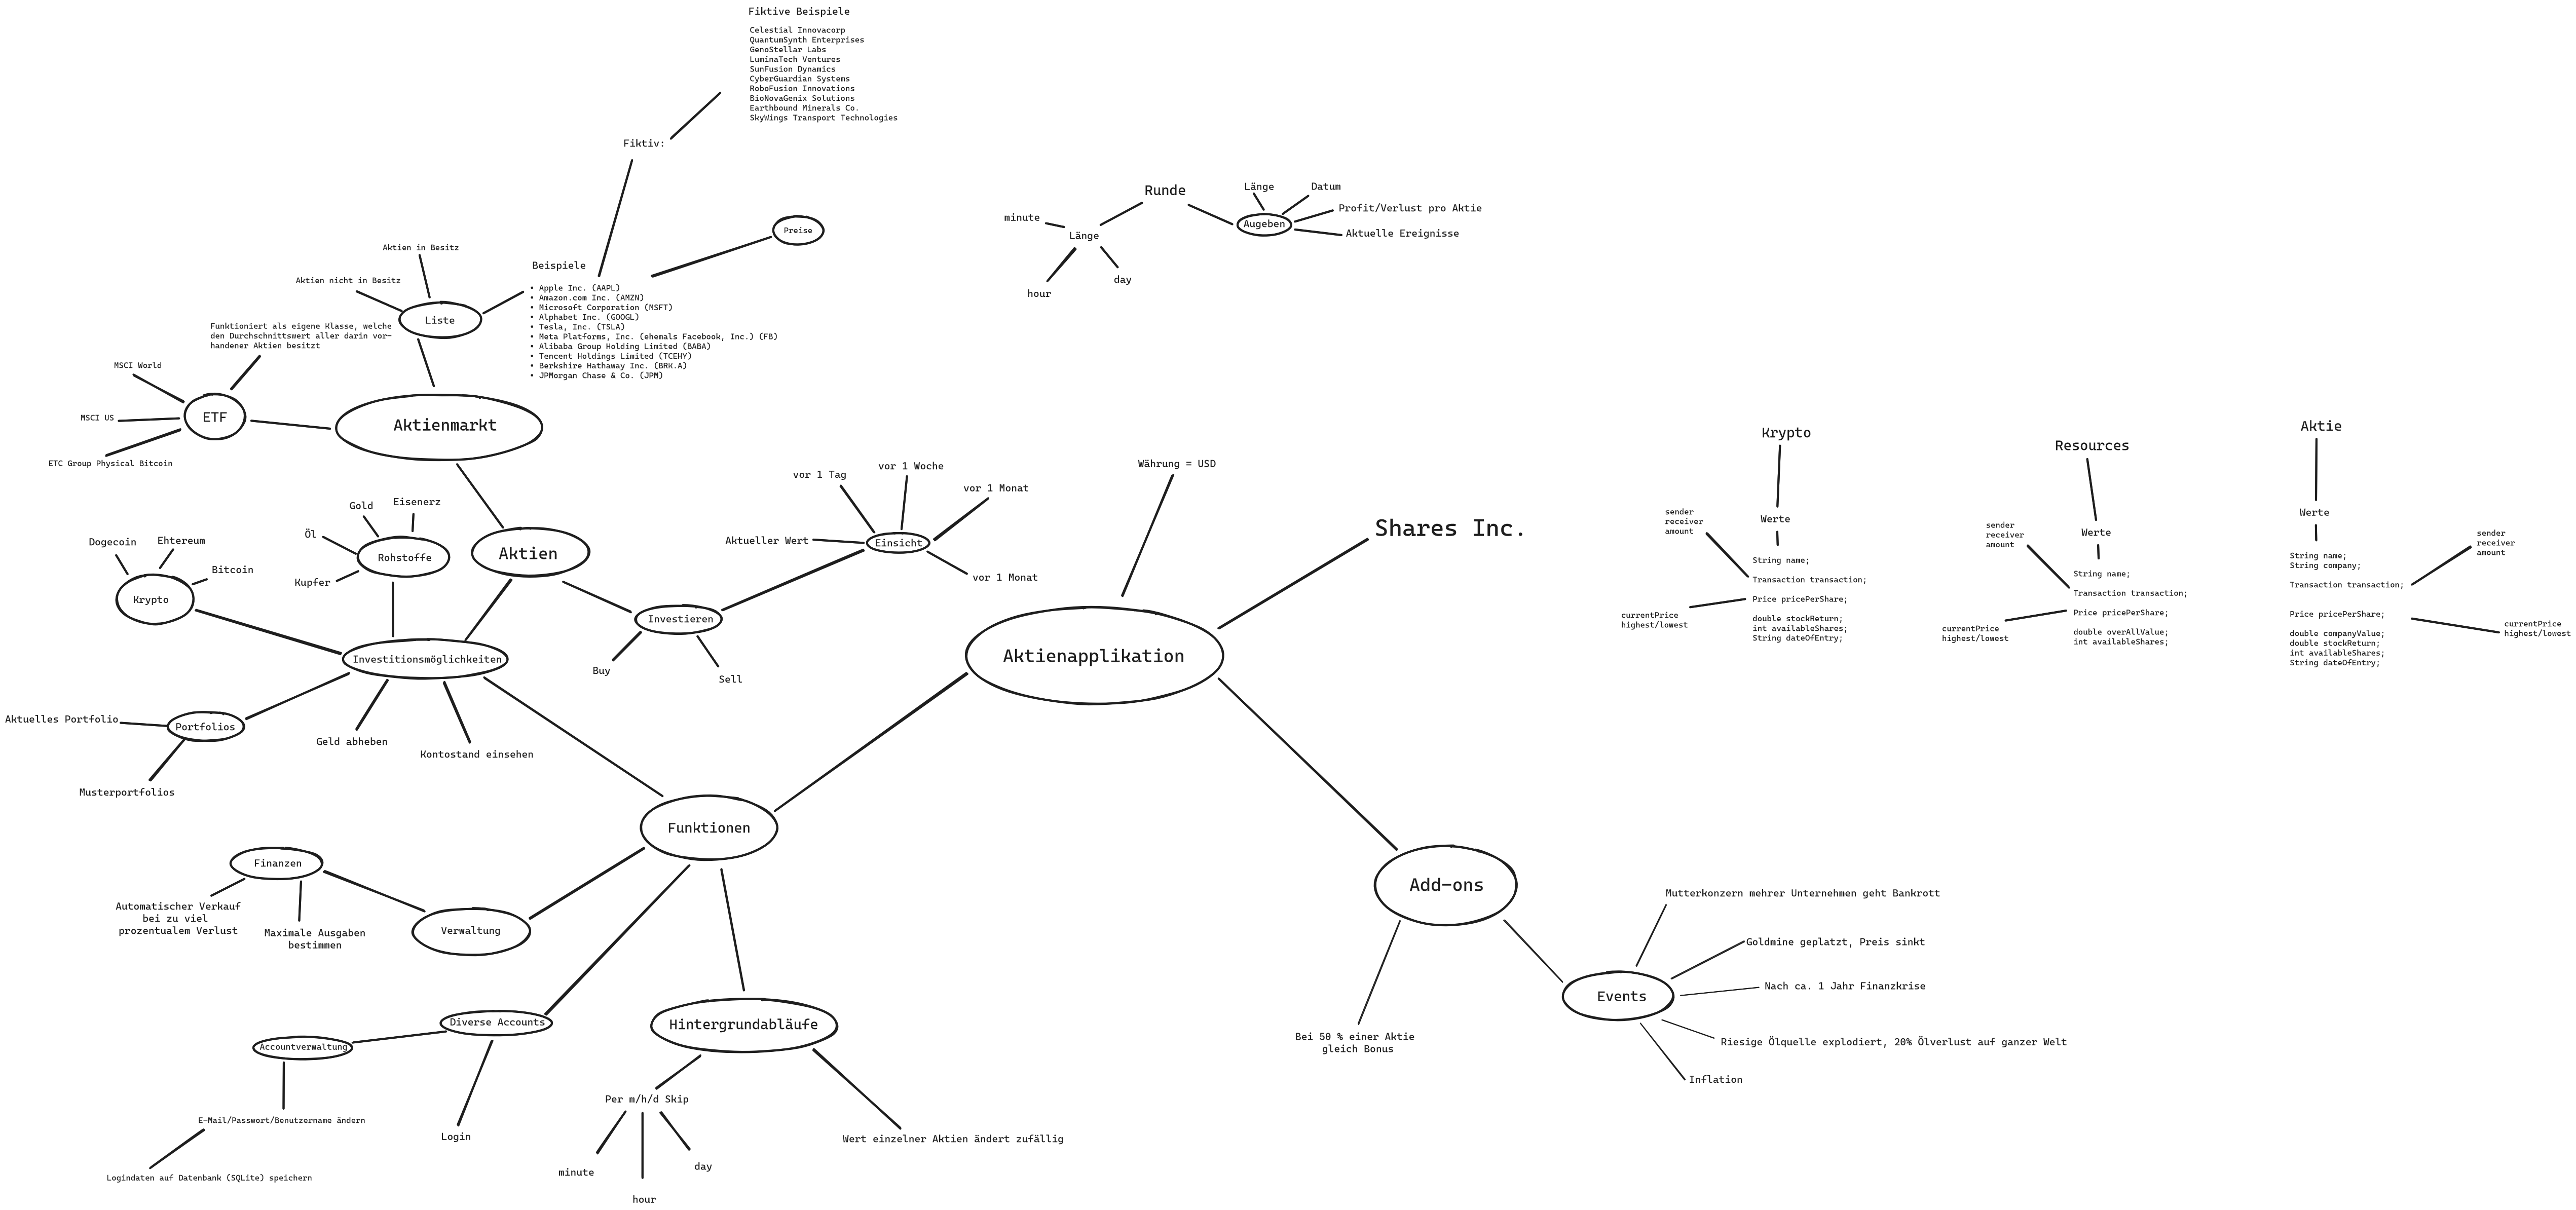 Fiktive Beispiele
Celestial Innovacorp
QuantumSynth Enterprises
GenoStellar Labs
LuminaTech Ventures
SunFusion Dynamics
CyberGuardian Systems
RoboFusion Innovations
BioNovaGenix Solutions
Earthbound Minerals Co.
SkyWings Transport Technologies
Fiktiv:
Preise
Beispiele
• Apple Inc. (AAPL)
• Amazon.com Inc. (AMZN)
• Microsoft Corporation (MSFT)
• Alphabet Inc. (GOOGL)
• Tesla, Inc. (TSLA)
• Meta Platforms, Inc. (ehemals Facebook, Inc.) (FB)
• Alibaba Group Holding Limited (BABA)
• Tencent Holdings Limited (TCEHY)
• Berkshire Hathaway Inc. (BRK.A)
• JPMorgan Chase & Co. (JPM)
Aktien in Besitz
Aktien nicht in Besitz
Liste
Funktioniert als eigene Klasse, welche
den Durchschnittswert aller darin vor-
handener Aktien besitzt
MSCI World
MSCI US
ETC Group Physical Bitcoin
ETF
Aktienmarkt
Runde
minute
Länge
hour
day
Augeben
Länge
Datum
Profit/Verlust pro Aktie
Aktuelle Ereignisse
Aktien
Gold
Eisenerz
Öl
Kupfer
Rohstoffe
Dogecoin
Ehtereum
Bitcoin
Krypto
Investitionsmöglichkeiten
Portfolios
Aktuelles Portfolio
Musterportfolios
Geld abheben
Kontostand einsehen
Investieren
Buy
Sell
Einsicht
Aktueller Wert
vor 1 Tag
vor 1 Woche
vor 1 Monat
vor 1 Monat
Währung = USD
Shares Inc.
Aktienapplikation
Krypto
Werte
sender
receiver
amount
String name;
Transaction transaction;
Price pricePerShare;
double stockReturn;
int availableShares;
String dateOfEntry;
currentPrice
highest/lowest
Resources
Werte
sender
receiver
amount
String name;
Transaction transaction;
Price pricePerShare;
double overAllValue;
int availableShares;
currentPrice
highest/lowest
Aktie
Werte
String name;
String company;
Transaction transaction;
Price pricePerShare;
double companyValue;
double stockReturn;
int availableShares;
String dateOfEntry;
sender
receiver
amount
currentPrice
highest/lowest
Funktionen
Finanzen
Automatischer Verkauf
bei zu viel
prozentualem Verlust
Maximale Ausgaben
bestimmen
Verwaltung
Diverse Accounts
Accountverwaltung
E-Mail/Passwort/Benutzername ändern
Logindaten auf Datenbank (SQLite) speichern
Login
Hintergrundabläufe
Per m/h/d Skip
minute
hour
day
Wert einzelner Aktien ändert zufällig
Add-ons
Bei 50 % einer Aktie
gleich Bonus
Events
Mutterkonzern mehrer Unternehmen geht Bankrott
Goldmine geplatzt, Preis sinkt
Nach ca. 1 Jahr Finanzkrise
Riesige Ölquelle explodiert, 20% Ölverlust auf ganzer Welt
Inflation